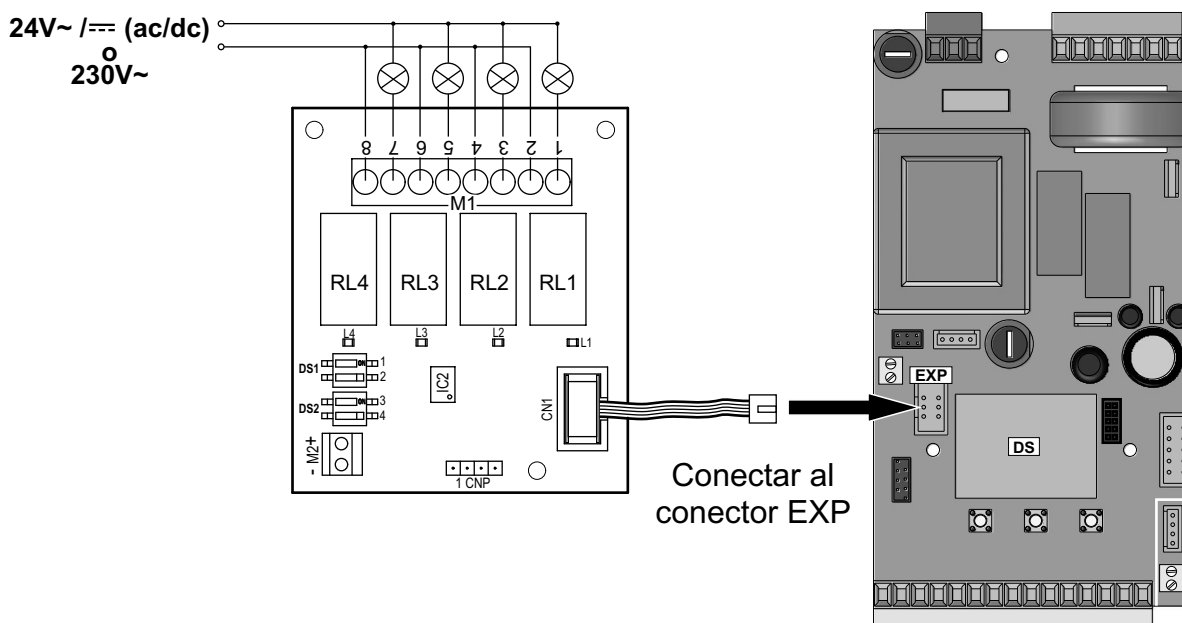 24V~ /⎓ (ac/dc)
o
230V~
8 7 6 5 4 3 2 1
M1
RL4 RL3 RL2 RL1
L4 L3 L2 L1
DS1 ON 1
2
DS2 ON 3
4
IC2
CN1
- M2+
1 CNP
Conectar al
conector EXP
EXP
DS